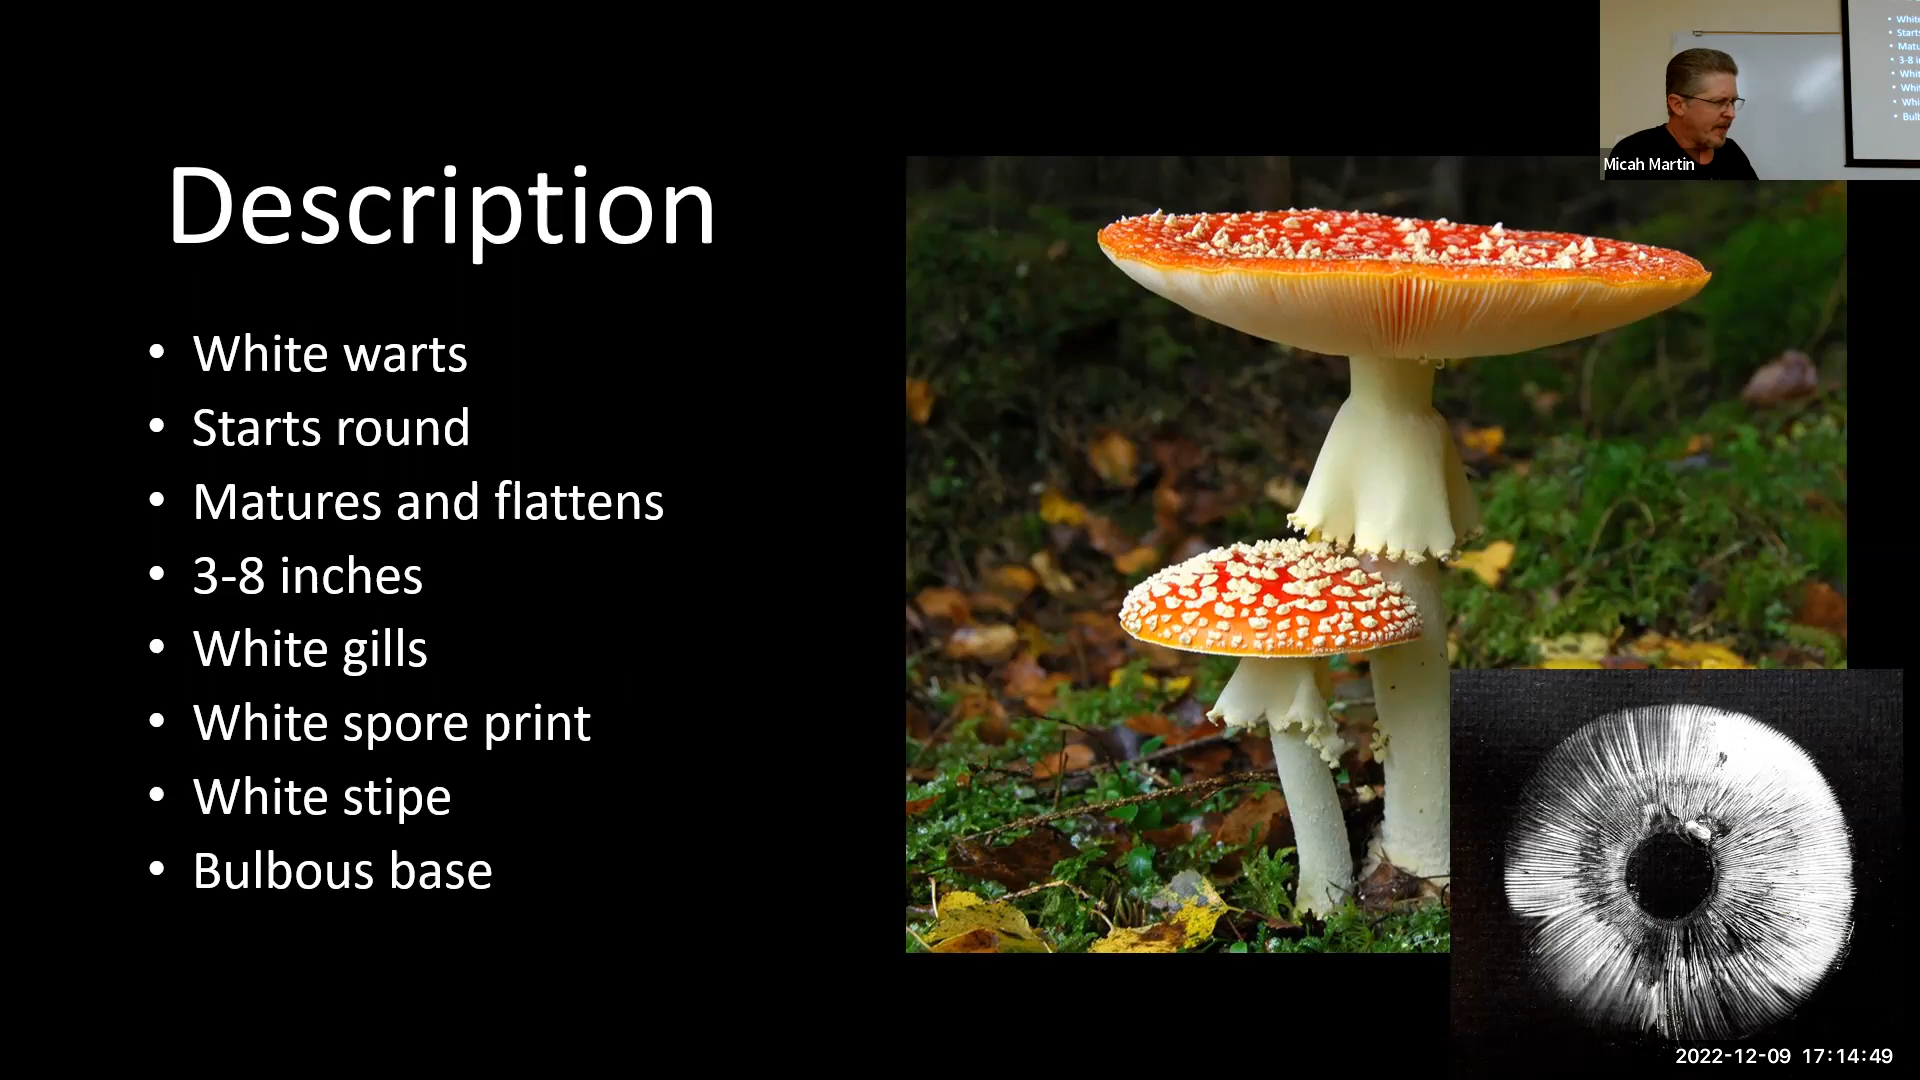 Description
• White warts
• Starts round
• Matures and flattens
• 3-8 inches
• White gills
• White spore print
• White stipe
• Bulbous base
Micah Martin
2022-12-09 17:14:49